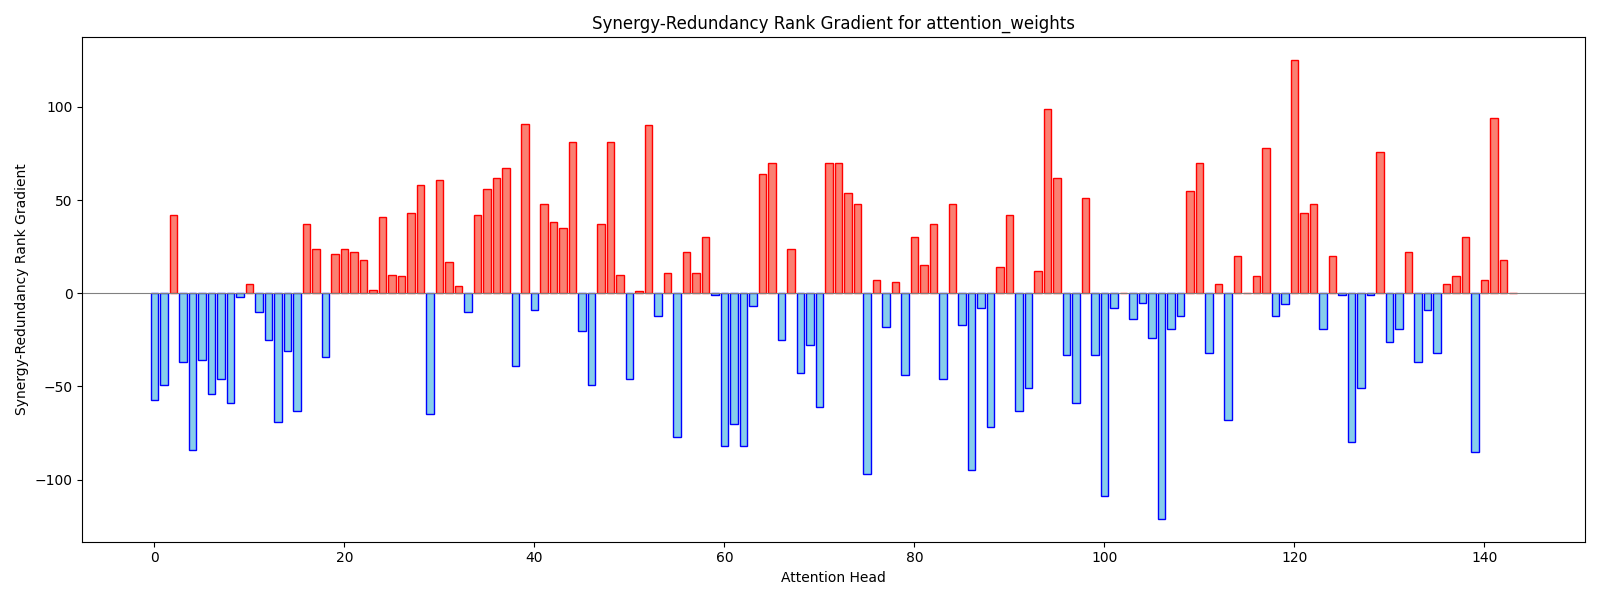 Synergy-Redundancy Rank Gradient for attention_weights
Synergy-Redundancy Rank Gradient
100
50
0
−50
−100
0 20 40 60 80 100 120 140
Attention Head